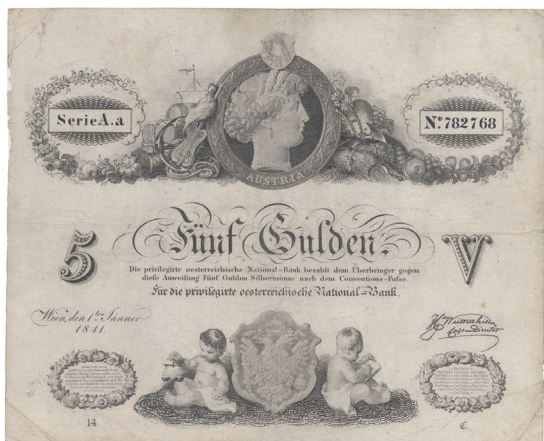 Serie A.a
Nº 782768
AUSTRIA
5
Fünf Gulden.
V
Die privilegirte oesterreichische National-Bank bezahlt dem Überbringer gegen
diese Anweisung Fünf Gulden Silbermünze nach dem Conventions-Fuße.
Für die privilegirte oesterreichische National-Bank.
Wien, den 1ten Jänner
1841.
14.
C